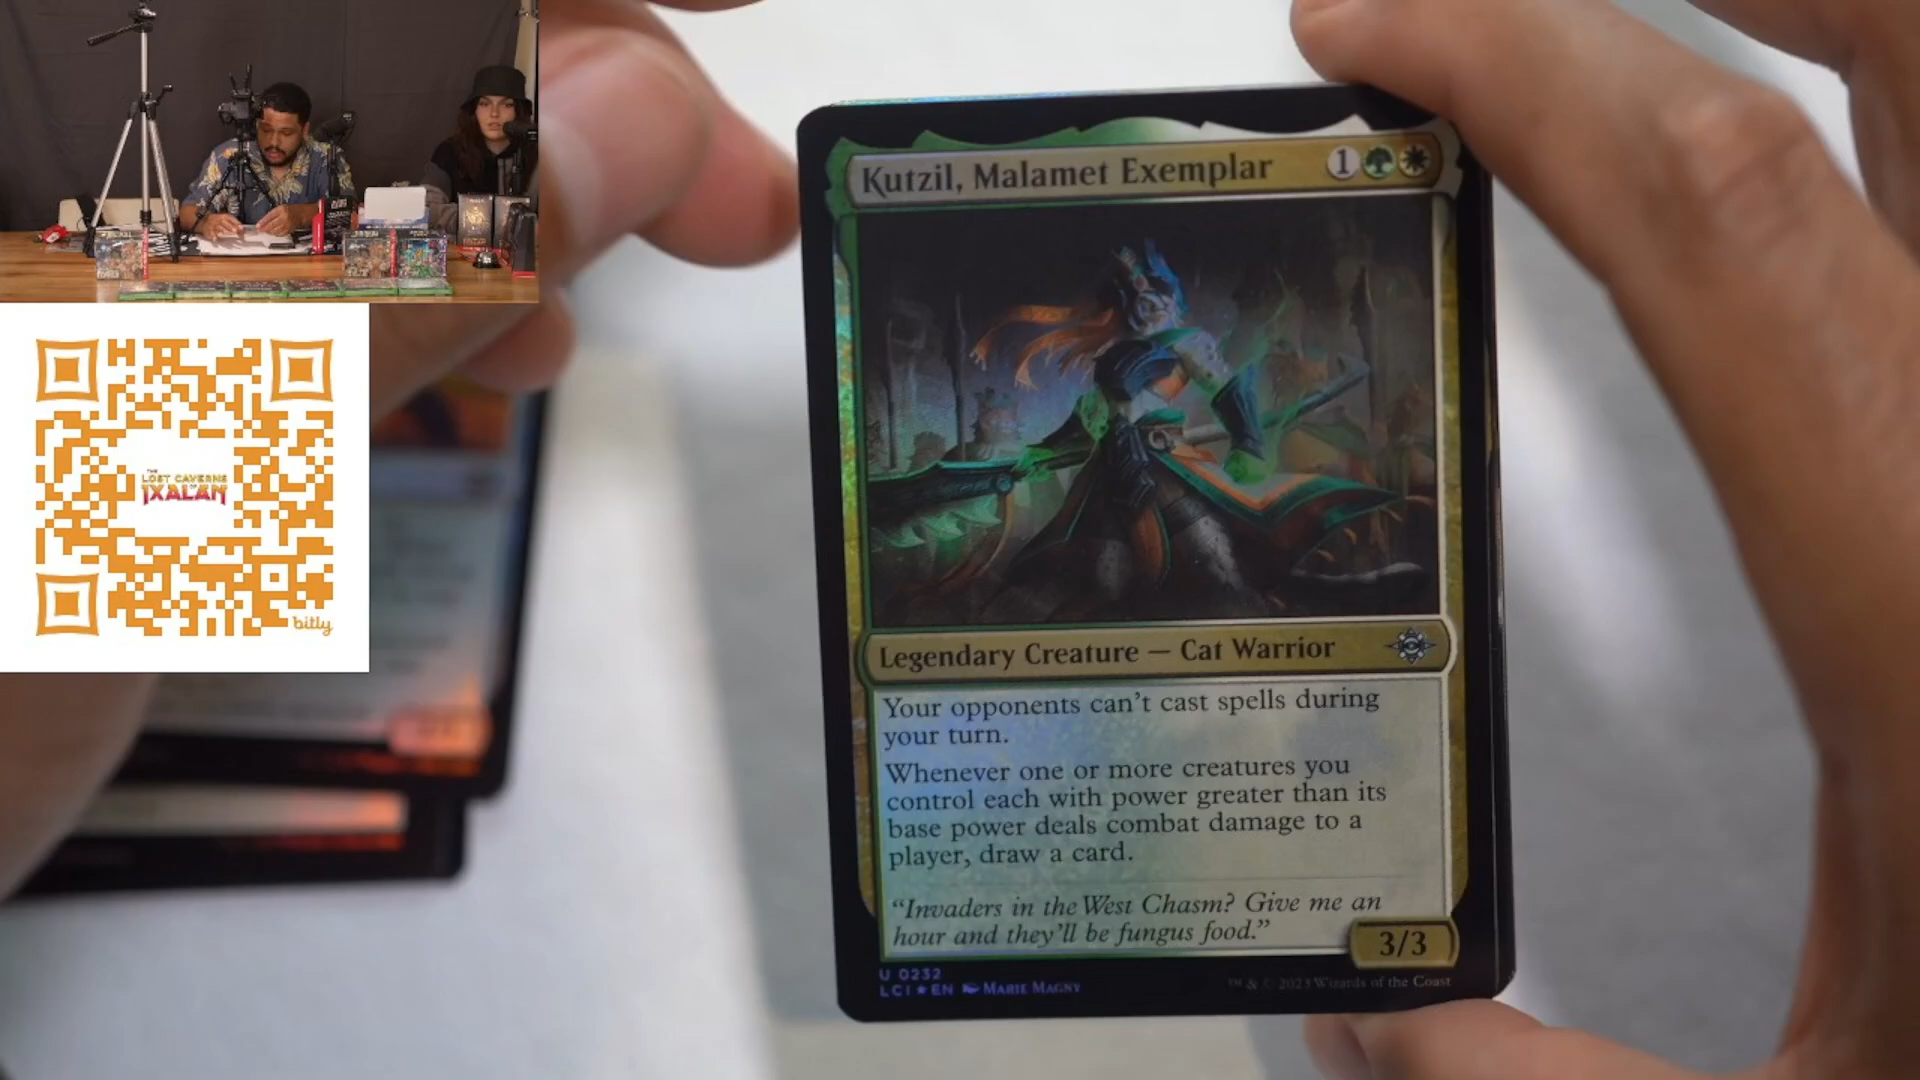 Kutzil, Malamet Exemplar 1
Legendary Creature — Cat Warrior
Your opponents can't cast spells during
your turn.
Whenever one or more creatures you
control each with power greater than its
base power deals combat damage to a
player, draw a card.
"Invaders in the West Chasm? Give me an
hour and they'll be fungus food."
3/3
U 0232
LCI★EN Marie Magny
™ & © 2023 Wizards of the Coast
THE
LOST CAVERNS
IXALAN
bitly